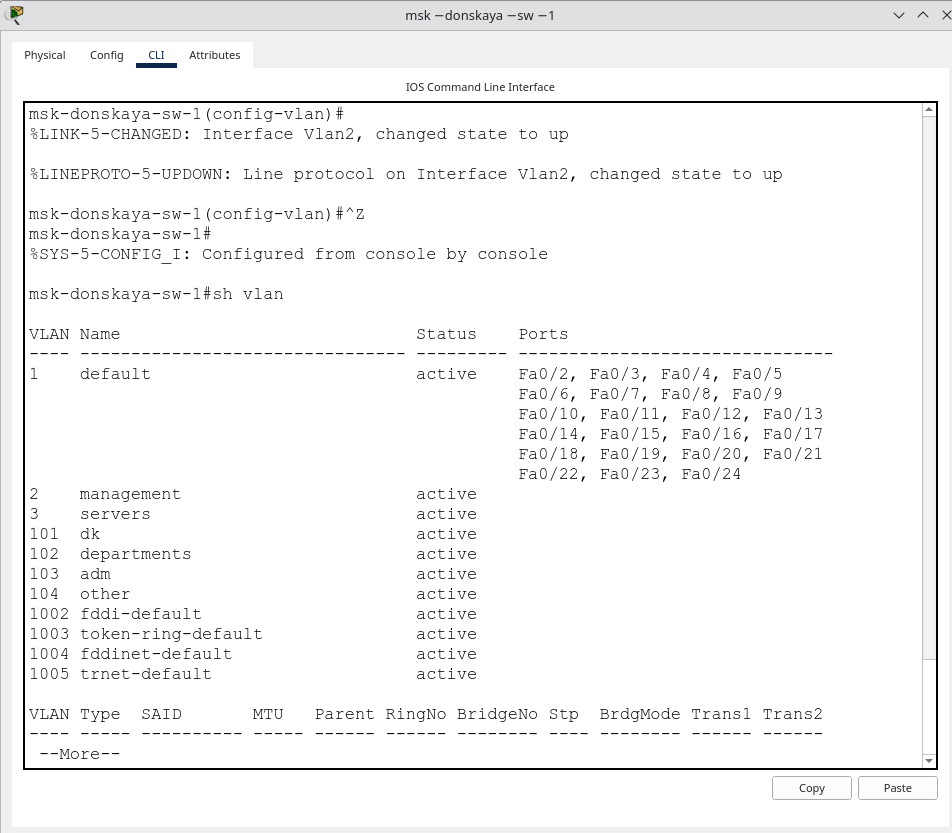 msk –donskaya –sw –1
Physical Config CLI Attributes
IOS Command Line Interface
msk-donskaya-sw-1(config-vlan)#
%LINK-5-CHANGED: Interface Vlan2, changed state to up
%LINEPROTO-5-UPDOWN: Line protocol on Interface Vlan2, changed state to up
msk-donskaya-sw-1(config-vlan)#^Z
msk-donskaya-sw-1#
%SYS-5-CONFIG_I: Configured from console by console
msk-donskaya-sw-1#sh vlan
VLAN Name                             Status    Ports
---- -------------------------------- --------- -------------------------------
1    default                          active    Fa0/2, Fa0/3, Fa0/4, Fa0/5
                                                Fa0/6, Fa0/7, Fa0/8, Fa0/9
                                                Fa0/10, Fa0/11, Fa0/12, Fa0/13
                                                Fa0/14, Fa0/15, Fa0/16, Fa0/17
                                                Fa0/18, Fa0/19, Fa0/20, Fa0/21
                                                Fa0/22, Fa0/23, Fa0/24
2    management                       active
3    servers                          active
101  dk                               active
102  departments                      active
103  adm                              active
104  other                            active
1002 fddi-default                     active
1003 token-ring-default               active
1004 fddinet-default                  active
1005 trnet-default                    active
VLAN Type  SAID       MTU   Parent RingNo BridgeNo Stp  BrdgMode Trans1 Trans2
---- ----- ---------- ----- ------ ------ -------- ---- -------- ------ ------
 --More--
Copy Paste